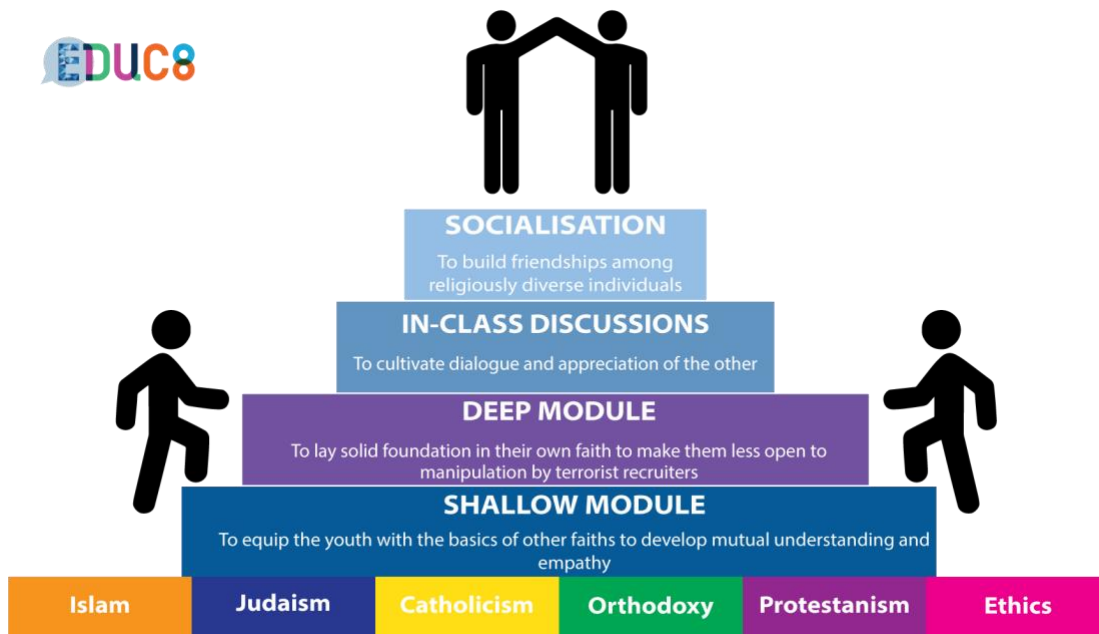 EDUC8
SOCIALISATION
To build friendships among
religiously diverse individuals
IN-CLASS DISCUSSIONS
To cultivate dialogue and appreciation of the other
DEEP MODULE
To lay solid foundation in their own faith to make them less open to
manipulation by terrorist recruiters
SHALLOW MODULE
To equip the youth with the basics of other faiths to develop mutual understanding and
empathy
Islam
Judaism
Catholicism
Orthodoxy
Protestanism
Ethics